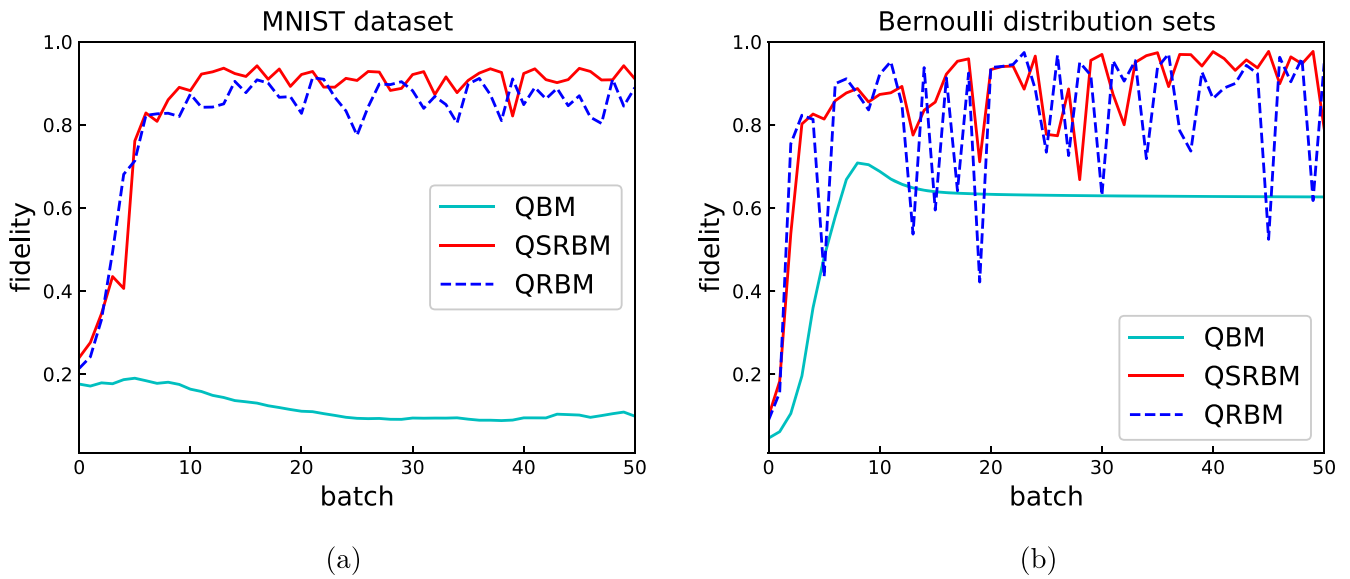 MNIST dataset
1.0
0.8
0.6
0.4
0.2
fidelity
QBM
QSRBM
QRBM
0 10 20 30 40 50
batch
(a)
Bernoulli distribution sets
1.0
0.8
0.6
0.4
0.2
fidelity
QBM
QSRBM
QRBM
0 10 20 30 40 50
batch
(b)